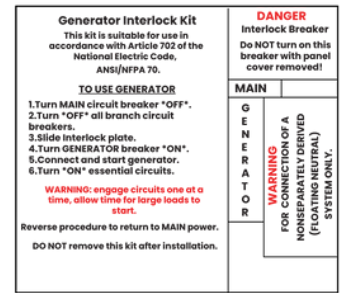 Generator Interlock Kit
This kit is suitable for use in
accordance with Article 702 of the
National Electric Code,
ANSI/NFPA 70.
TO USE GENERATOR
1.Turn MAIN circuit breaker *OFF*.
2.Turn *OFF* all branch circuit
breakers.
3.Slide Interlock plate.
4.Turn GENERATOR breaker *ON*.
5.Connect and start generator.
6.Turn *ON* essential circuits.
WARNING: engage circuits one at a
time, allow time for large loads to
start.
Reverse procedure to return to MAIN power.
DO NOT remove this kit after installation.
DANGER
Interlock Breaker
Do NOT turn on this
breaker with panel
cover removed!
MAIN
GENERATOR
WARNING
FOR CONNECTION OF A
NONSEPARATELY DERIVED
(FLOATING NEUTRAL)
SYSTEM ONLY.